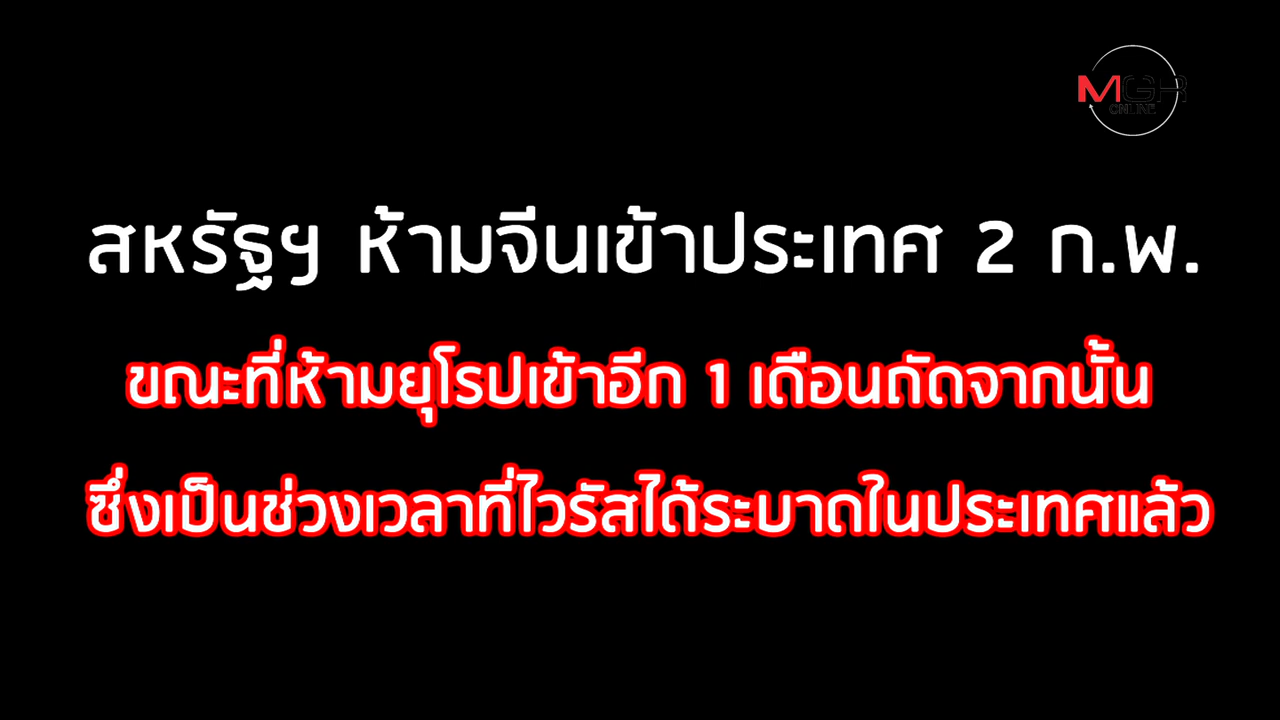 MGR
ONLINE
สหรัฐฯ ห้ามจีนเข้าประเทศ 2 ก.พ.
ขณะที่ห้ามยุโรปเข้าอีก 1 เดือนถัดจากนั้น
ซึ่งเป็นช่วงเวลาที่ไวรัสได้ระบาดในประเทศแล้ว